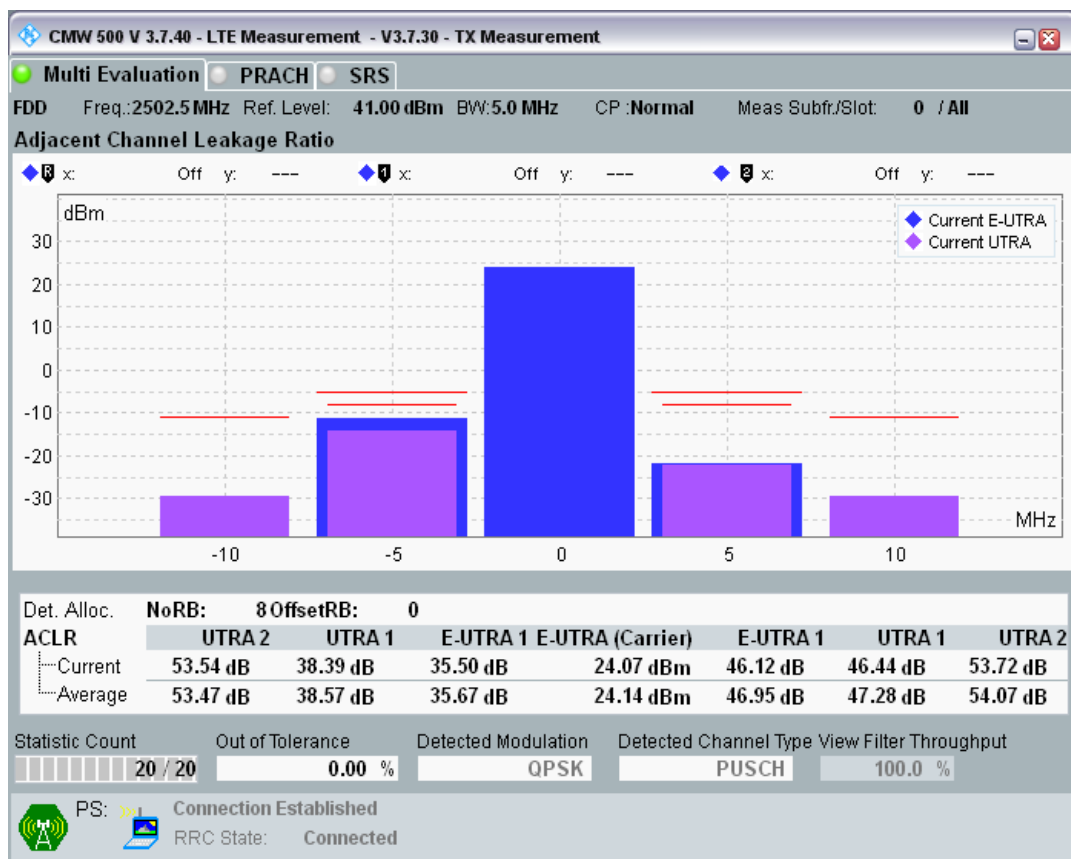 CMW 500 V 3.7.40 - LTE Measurement - V3.7.30 - TX Measurement
Multi Evaluation PRACH SRS
FDD Freq.:2502.5 MHz Ref. Level: 41.00 dBm BW:5.0 MHz CP :Normal Meas Subfr./Slot: 0 / All
Adjacent Channel Leakage Ratio
R x: Off y: --- 1 x: Off y: --- 2 x: Off y: ---
dBm
Current E-UTRA
Current UTRA
30
20
10
0
-10
-20
-30
MHz
-10 -5 0 5 10
Det. Alloc. NoRB: 8 OffsetRB: 0
ACLR UTRA 2 UTRA 1 E-UTRA 1 E-UTRA (Carrier) E-UTRA 1 UTRA 1 UTRA 2
Current 53.54 dB 38.39 dB 35.50 dB 24.07 dBm 46.12 dB 46.44 dB 53.72 dB
Average 53.47 dB 38.57 dB 35.67 dB 24.14 dBm 46.95 dB 47.28 dB 54.07 dB
Statistic Count Out of Tolerance Detected Modulation Detected Channel Type View Filter Throughput
20 / 20 0.00 % QPSK PUSCH 100.0 %
PS: Connection Established
RRC State: Connected